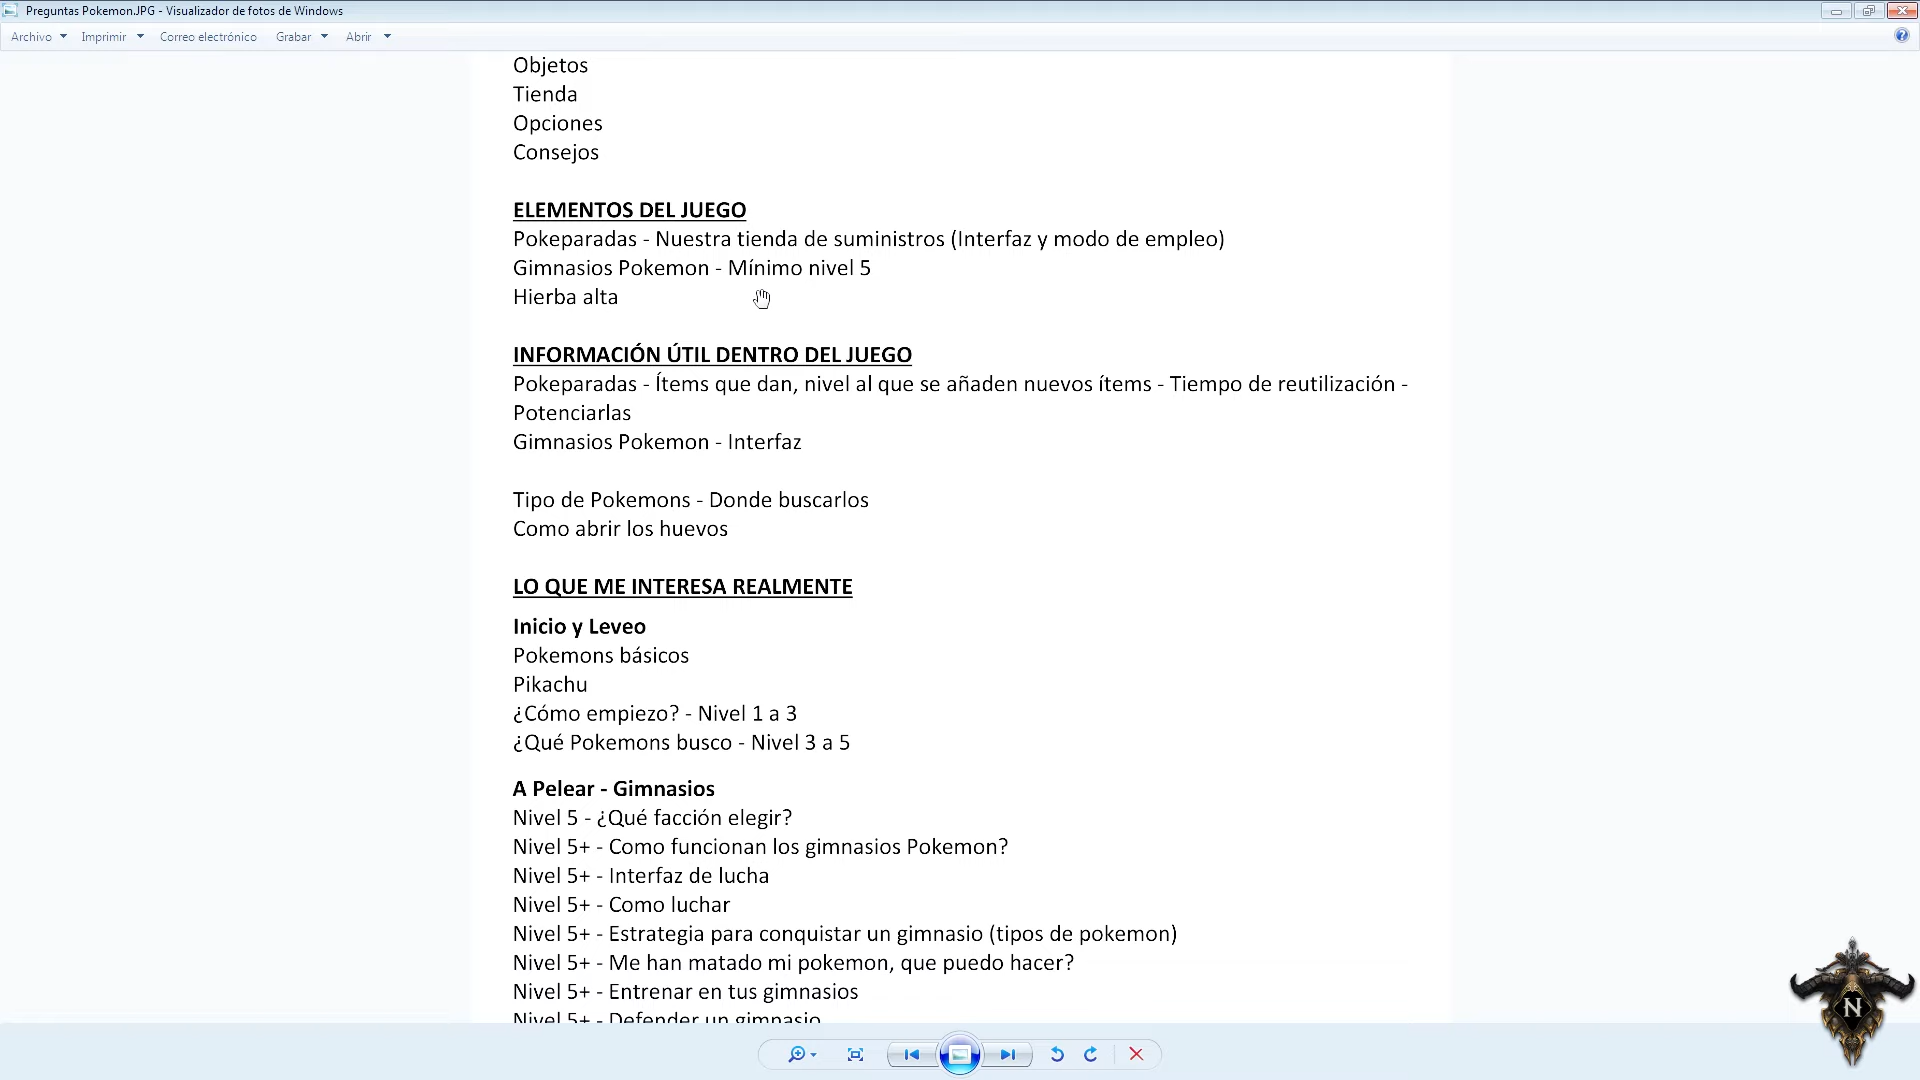 Preguntas Pokemon.JPG - Visualizador de fotos de Windows
Archivo Imprimir Correo electrónico Grabar Abrir
Objetos
Tienda
Opciones
Consejos
ELEMENTOS DEL JUEGO
Pokeparadas - Nuestra tienda de suministros (Interfaz y modo de empleo)
Gimnasios Pokemon - Mínimo nivel 5
Hierba alta
INFORMACIÓN ÚTIL DENTRO DEL JUEGO
Pokeparadas - Ítems que dan, nivel al que se añaden nuevos ítems - Tiempo de reutilización -
Potenciarlas
Gimnasios Pokemon - Interfaz
Tipo de Pokemons - Donde buscarlos
Como abrir los huevos
LO QUE ME INTERESA REALMENTE
Inicio y Leveo
Pokemons básicos
Pikachu
¿Cómo empiezo? - Nivel 1 a 3
¿Qué Pokemons busco - Nivel 3 a 5
A Pelear - Gimnasios
Nivel 5 - ¿Qué facción elegir?
Nivel 5+ - Como funcionan los gimnasios Pokemon?
Nivel 5+ - Interfaz de lucha
Nivel 5+ - Como luchar
Nivel 5+ - Estrategia para conquistar un gimnasio (tipos de pokemon)
Nivel 5+ - Me han matado mi pokemon, que puedo hacer?
Nivel 5+ - Entrenar en tus gimnasios
Nivel 5+ - Defender un gimnasio
N